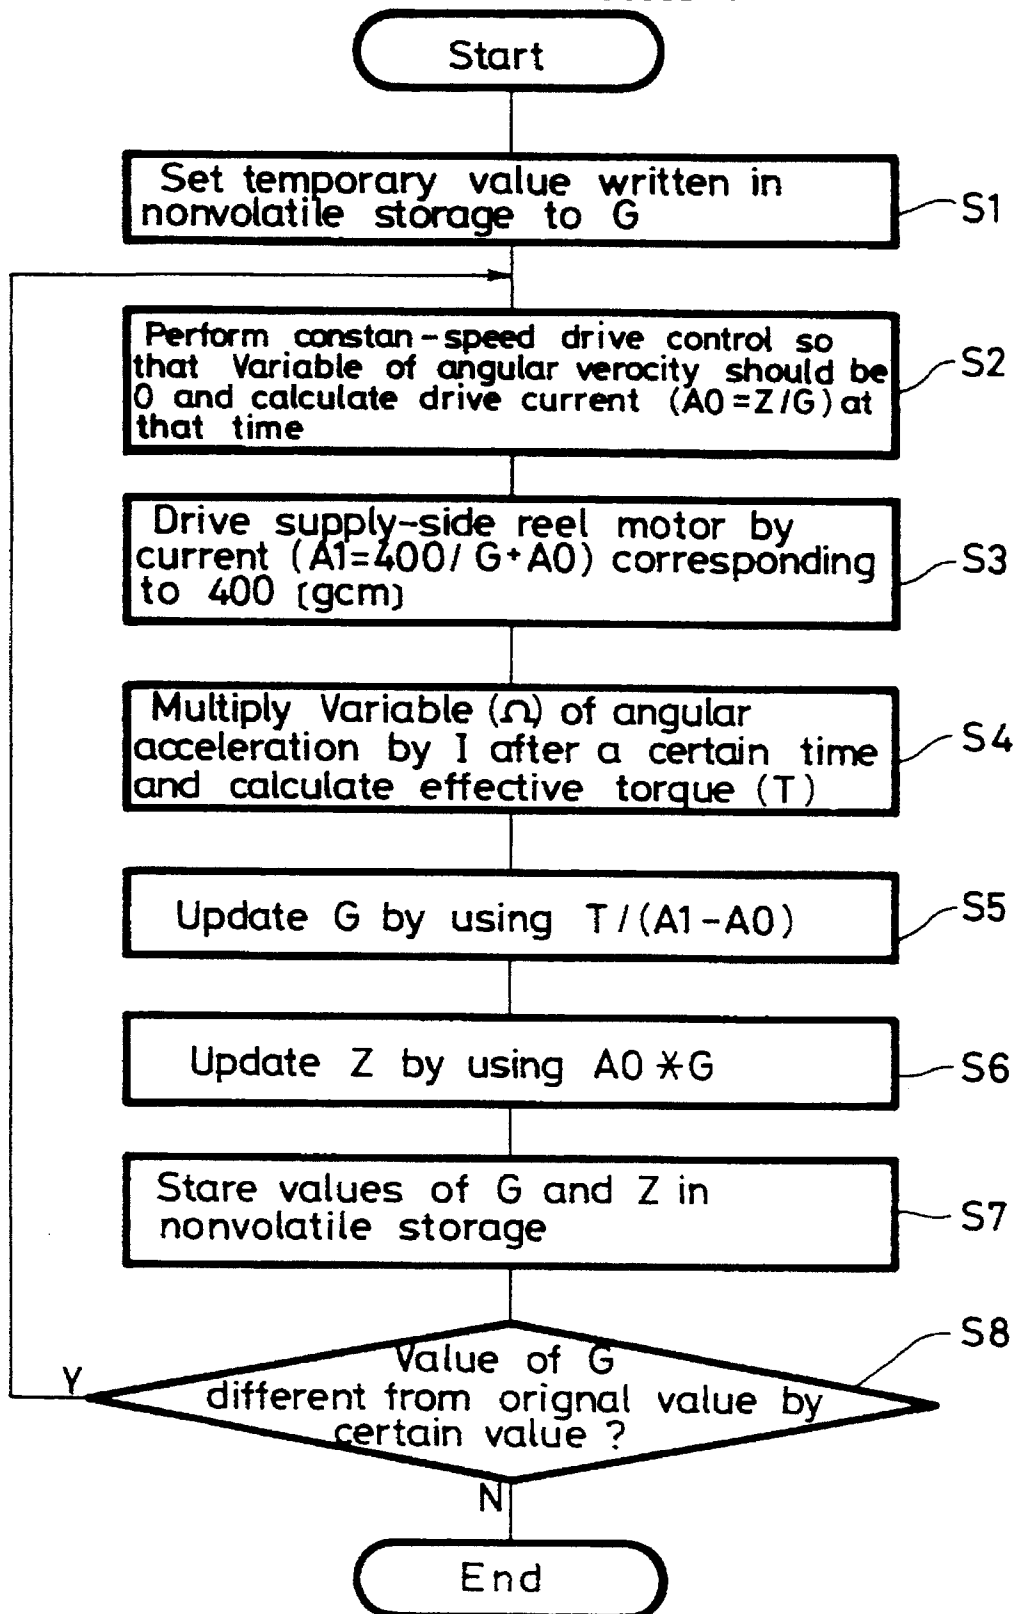 Start
Set temporary value written in
nonvolatile storage to G
S1
Perform constan-speed drive control so
that Variable of angular verocity should be
0 and calculate drive current (A0=Z/G) at
that time
S2
Drive supply-side reel motor by
current (A1=400/G+A0) corresponding
to 400 [gcm]
S3
Multiply Variable (Ω) of angular
acceleration by I after a certain time
and calculate effective torque (T)
S4
Update G by using T/(A1-A0)
S5
Update Z by using A0*G
S6
Stare values of G and Z in
nonvolatile storage
S7
S8
Value of G
different from orignal value by
certain value ?
Y
N
End